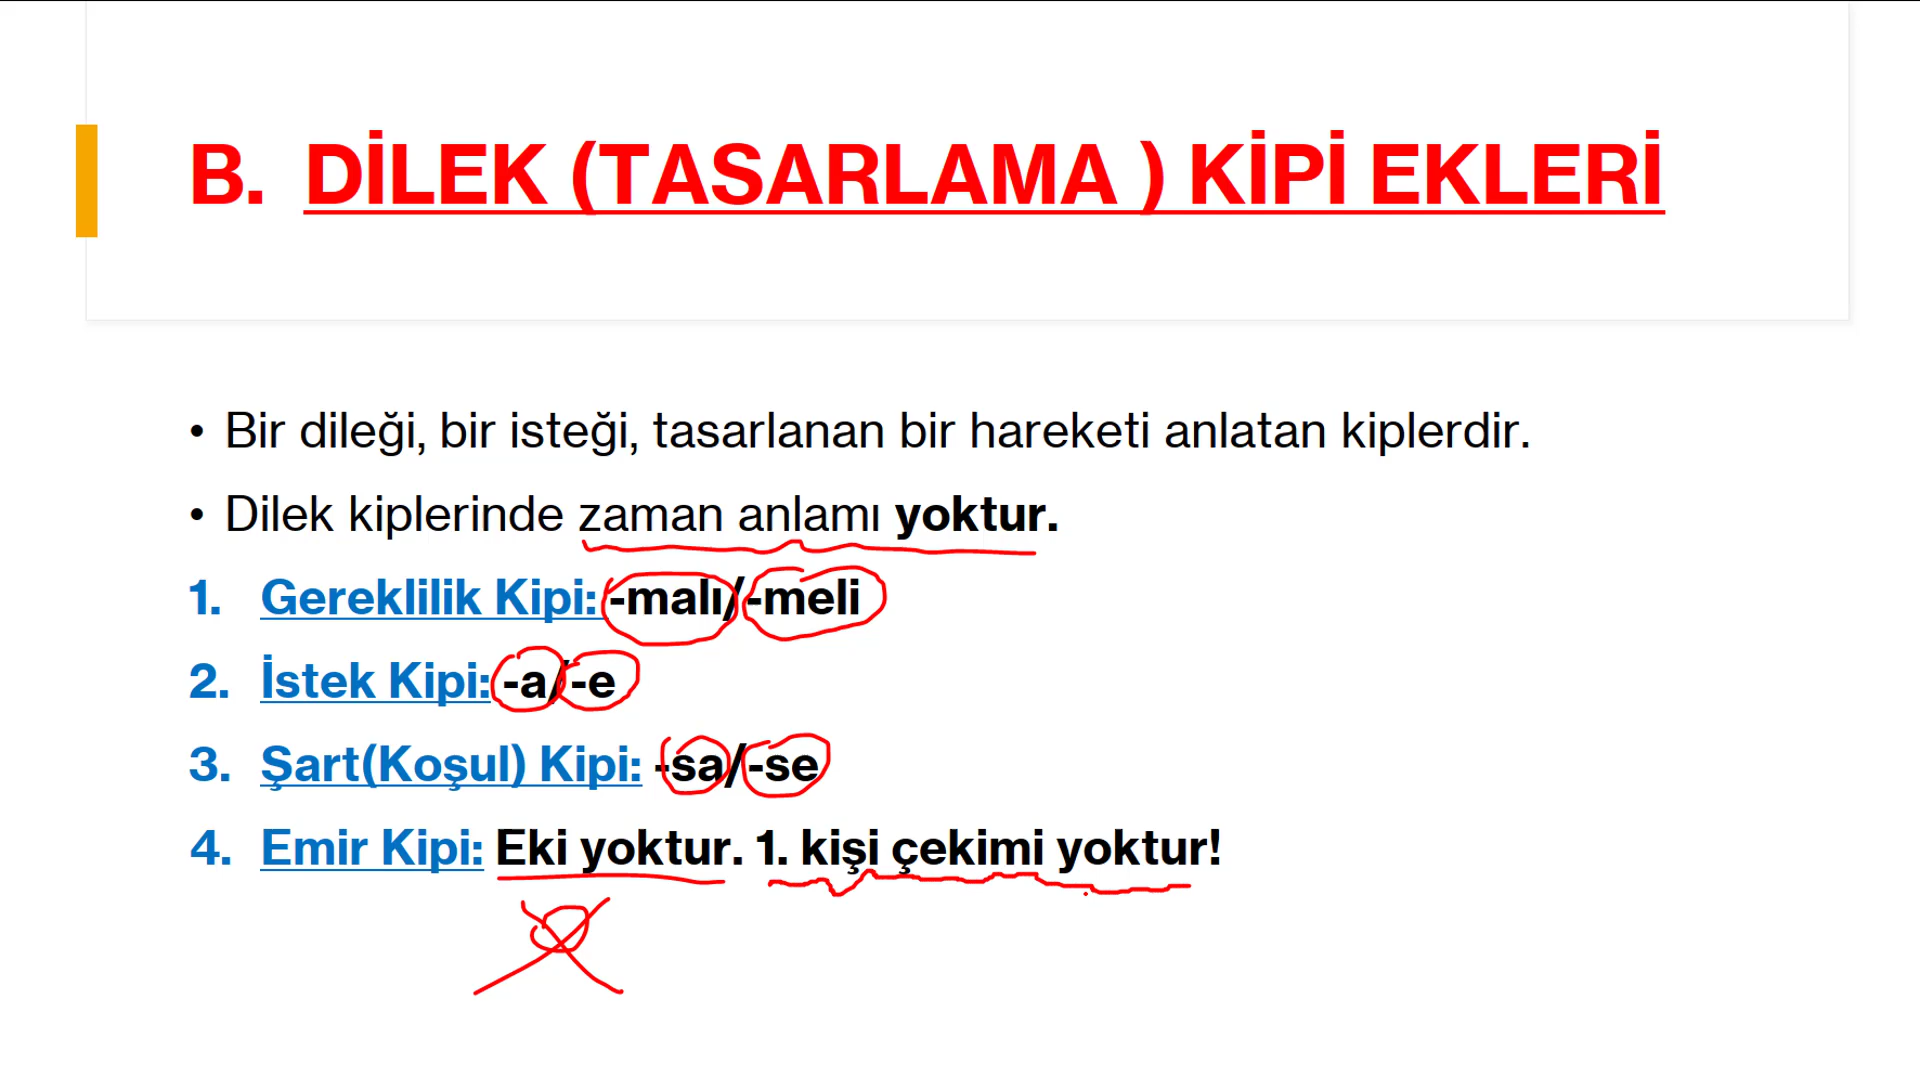 B. DİLEK (TASARLAMA ) KİPİ EKLERİ
• Bir dileği, bir isteği, tasarlanan bir hareketi anlatan kiplerdir.
• Dilek kiplerinde zaman anlamı yoktur.
1. Gereklilik Kipi: -malı/-meli
2. İstek Kipi: -a/-e
3. Şart(Koşul) Kipi: -sa/-se
4. Emir Kipi: Eki yoktur. 1. kişi çekimi yoktur!